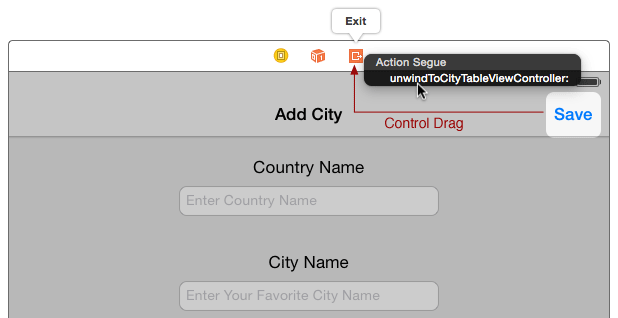 Exit
Action Segue
unwindToCityTableViewController:
Add City
Save
Control Drag
Country Name
Enter Country Name
City Name
Enter Your Favorite City Name